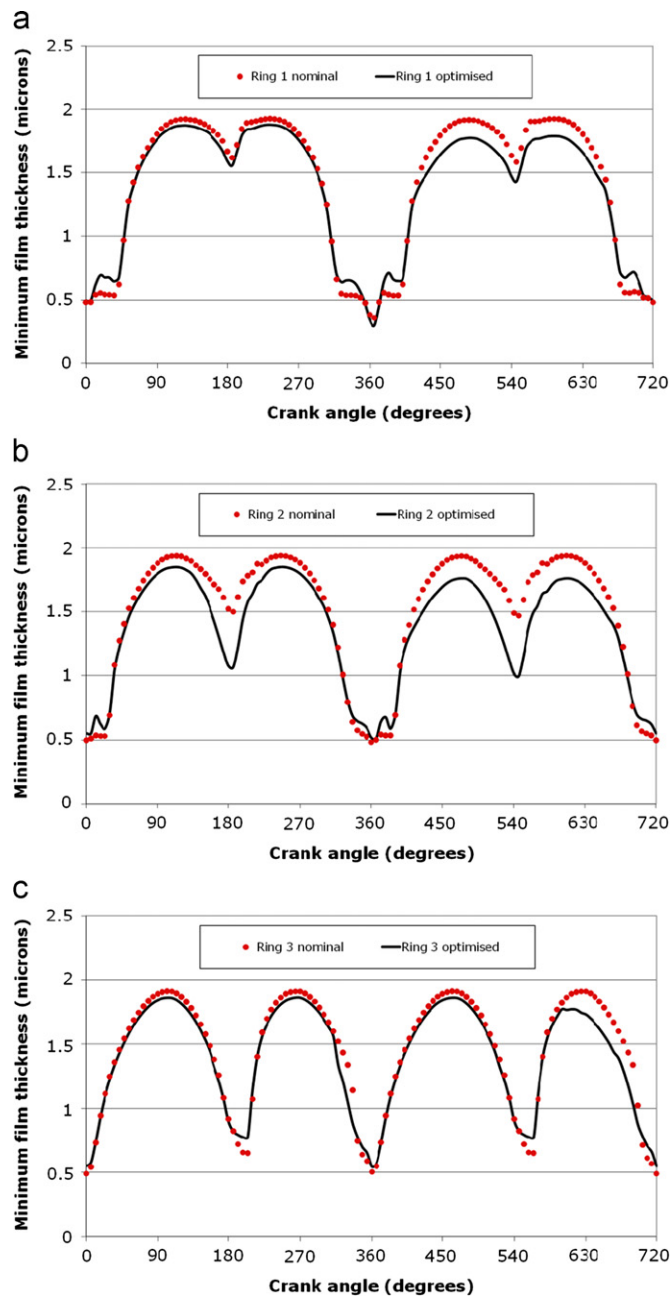 a
2.5
2
1.5
1
0.5
0
Minimum film thickness (microns)
Ring 1 nominal Ring 1 optimised
0 90 180 270 360 450 540 630 720
Crank angle (degrees)
b
2.5
2
1.5
1
0.5
0
Minimum film thickness (microns)
Ring 2 nominal Ring 2 optimised
0 90 180 270 360 450 540 630 720
Crank angle (degrees)
c
2.5
2
1.5
1
0.5
0
Minimum film thickness (microns)
Ring 3 nominal Ring 3 optimised
0 90 180 270 360 450 540 630 720
Crank angle (degrees)